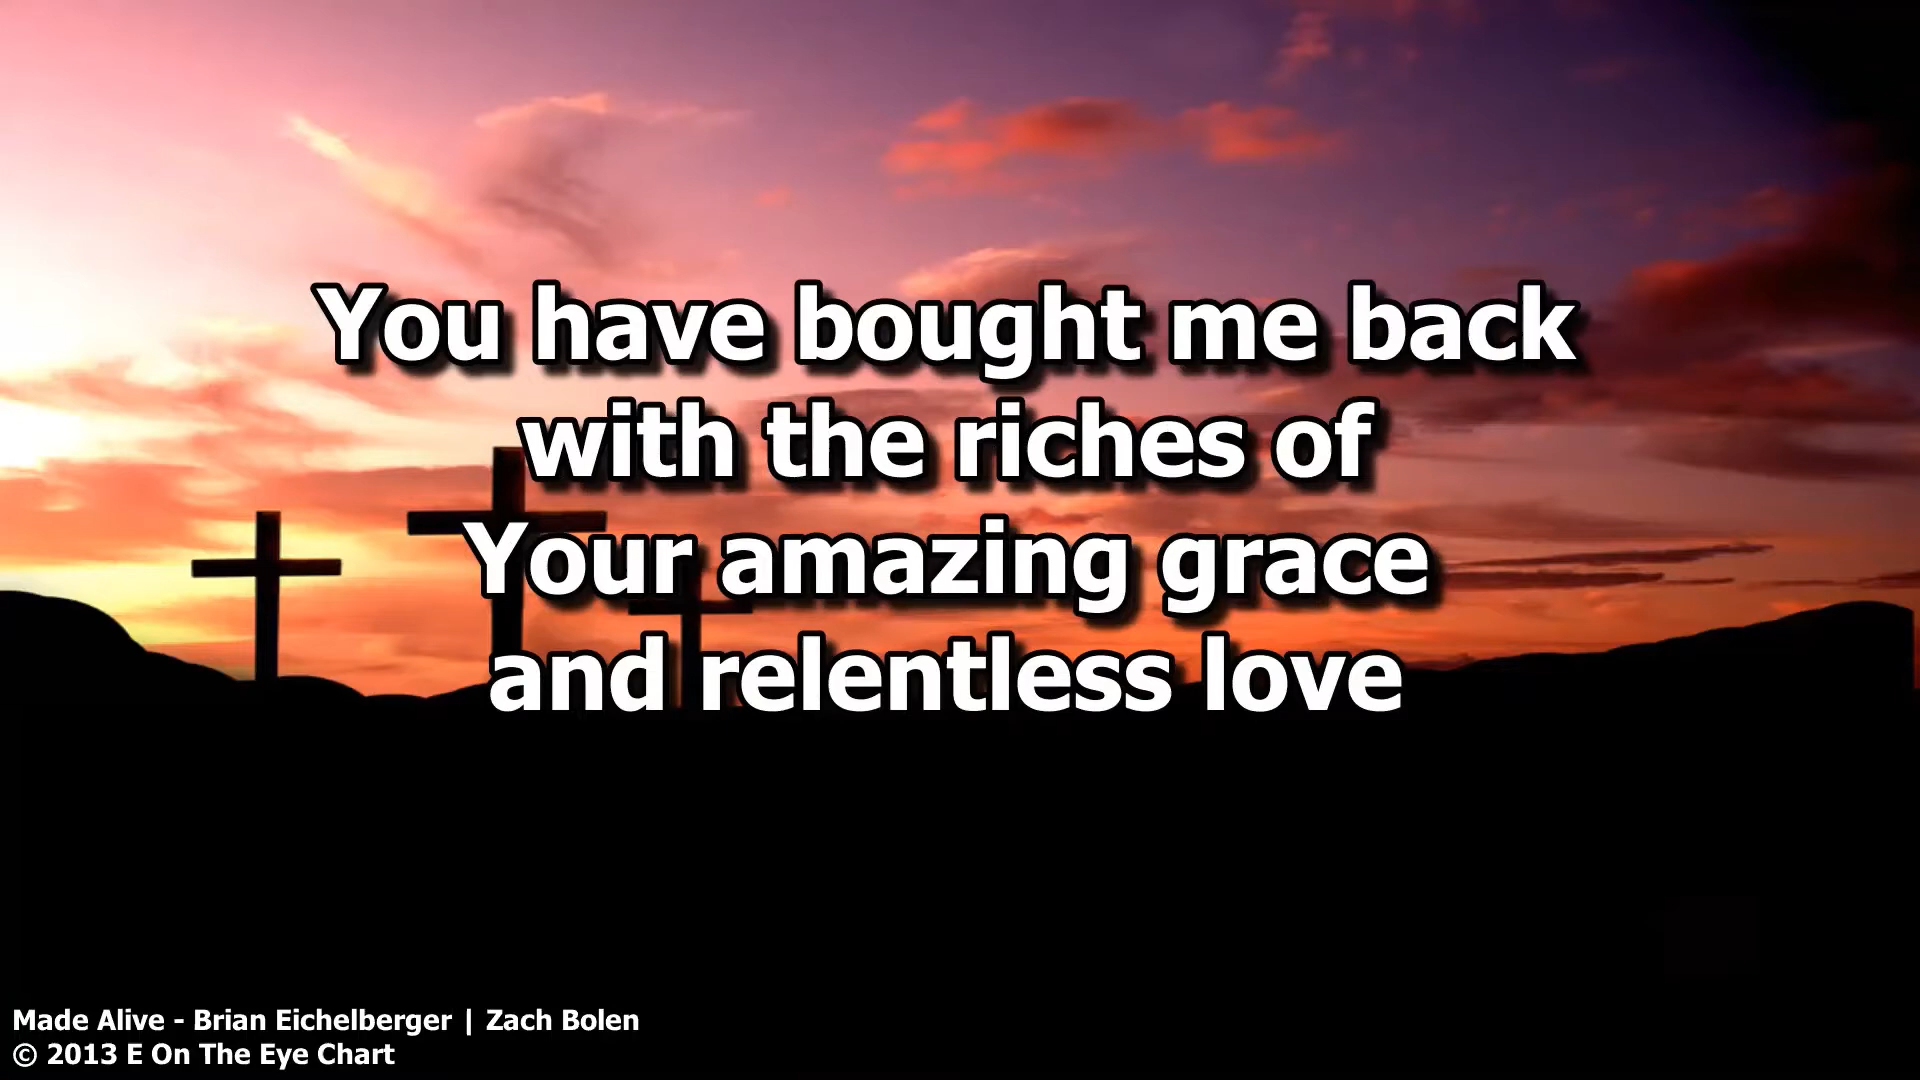 You have bought me back
with the riches of
Your amazing grace
and relentless love
Made Alive - Brian Eichelberger | Zach Bolen
© 2013 E On The Eye Chart